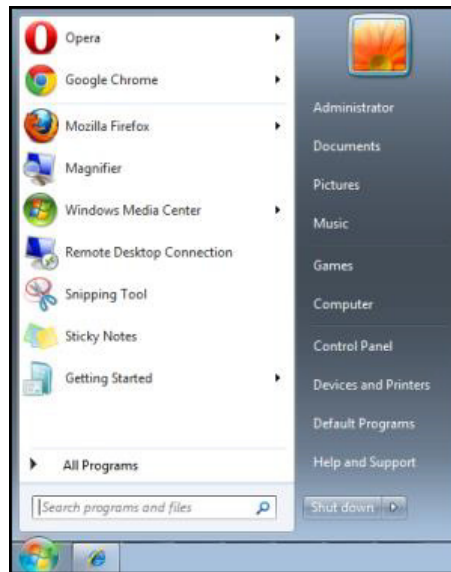 Opera
Google Chrome
Mozilla Firefox
Magnifier
Windows Media Center
Remote Desktop Connection
Snipping Tool
Sticky Notes
Getting Started
All Programs
Search programs and files
Administrator
Documents
Pictures
Music
Games
Computer
Control Panel
Devices and Printers
Default Programs
Help and Support
Shut down